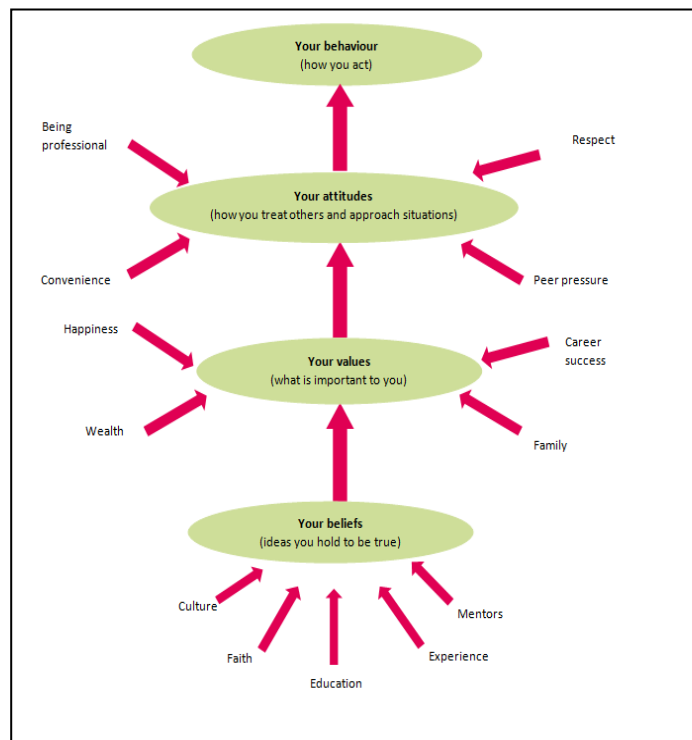 Your behaviour
(how you act)
Being
professional
Respect
Your attitudes
(how you treat others and approach situations)
Convenience
Peer pressure
Happiness
Career
success
Your values
(what is important to you)
Wealth
Family
Your beliefs
(ideas you hold to be true)
Culture
Mentors
Faith
Experience
Education